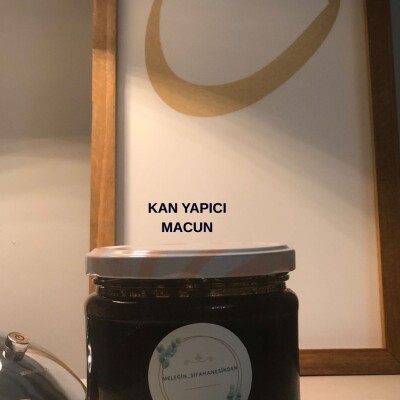 KAN YAPICI
MACUN
MELEGIN_SIFAHANESINDEN